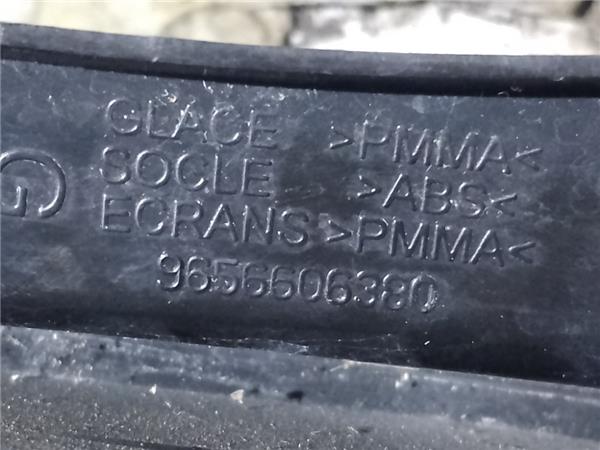 GLACE >PMMA<
SOCLE >ABS<
ECRANS >PMMA<
9656606380